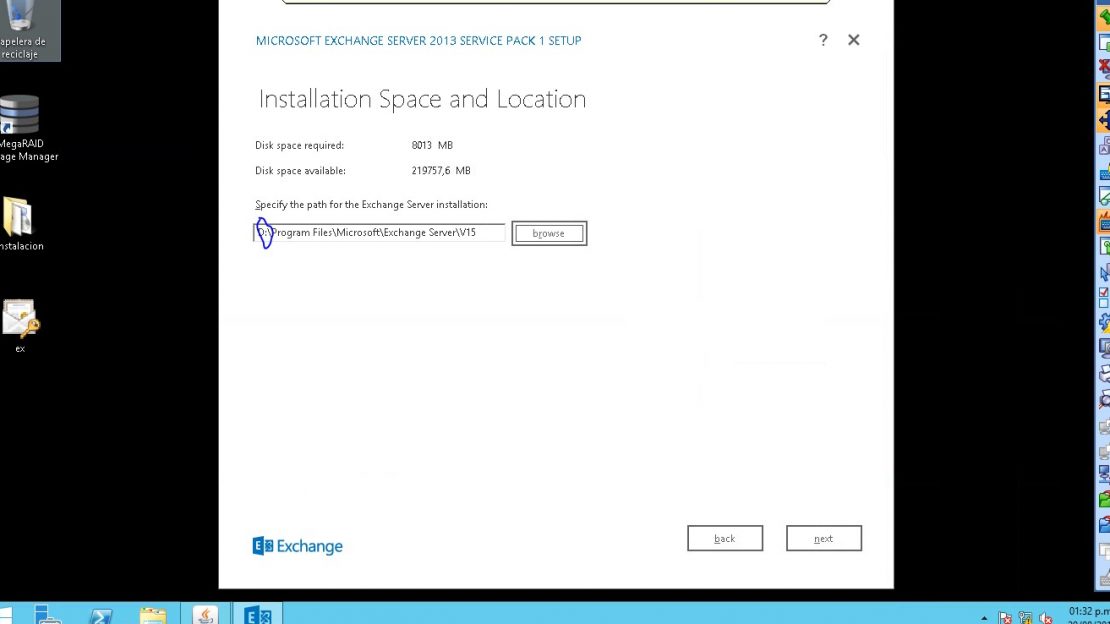 MICROSOFT EXCHANGE SERVER 2013 SERVICE PACK 1 SETUP
?
Installation Space and Location
Disk space required: 8013 MB
Disk space available: 219757,6 MB
Specify the path for the Exchange Server installation:
D:\Program Files\Microsoft\Exchange Server\V15
browse
back
next
E Exchange
apelera de
reciclaje
MegaRAID
age Manager
nstalacion
ex
01:32 p.m